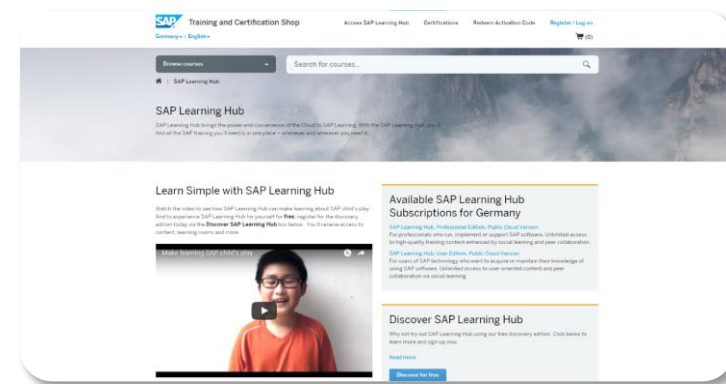 SAP Training and Certification Shop
Access SAP Learning Hub Certifications Redeem Activation Code Register / Log on
Germany / English
(0)
Browse courses
Search for courses...
SAP Learning Hub
SAP Learning Hub
SAP Learning Hub brings the power and convenience of the Cloud to SAP Learning. With the SAP Learning Hub, you'll
find all the SAP training you'll need is in one place – whenever and wherever you need it.
Learn Simple with SAP Learning Hub
Watch the video to see how SAP Learning Hub can make learning about SAP child's play.
And to experience SAP Learning Hub for yourself for free, register for the discovery
edition today via the Discover SAP Learning Hub box below. You'll receive access to
content, learning rooms and more.
Make learning SAP child's play
Available SAP Learning Hub
Subscriptions for Germany
SAP Learning Hub, Professional Edition, Public Cloud Version
For professionals who run, implement or support SAP software. Unlimited access
to high-quality training content enhanced by social learning and peer collaboration.
SAP Learning Hub, User Edition, Public Cloud Version
For users of SAP technology who want to acquire or maintain their knowledge of
using SAP software. Unlimited access to user-oriented content and peer
collaboration via social learning.
Discover SAP Learning Hub
Why not try out SAP Learning Hub using our free discovery edition. Click below to
learn more and sign-up now.
Read more
Discover for free